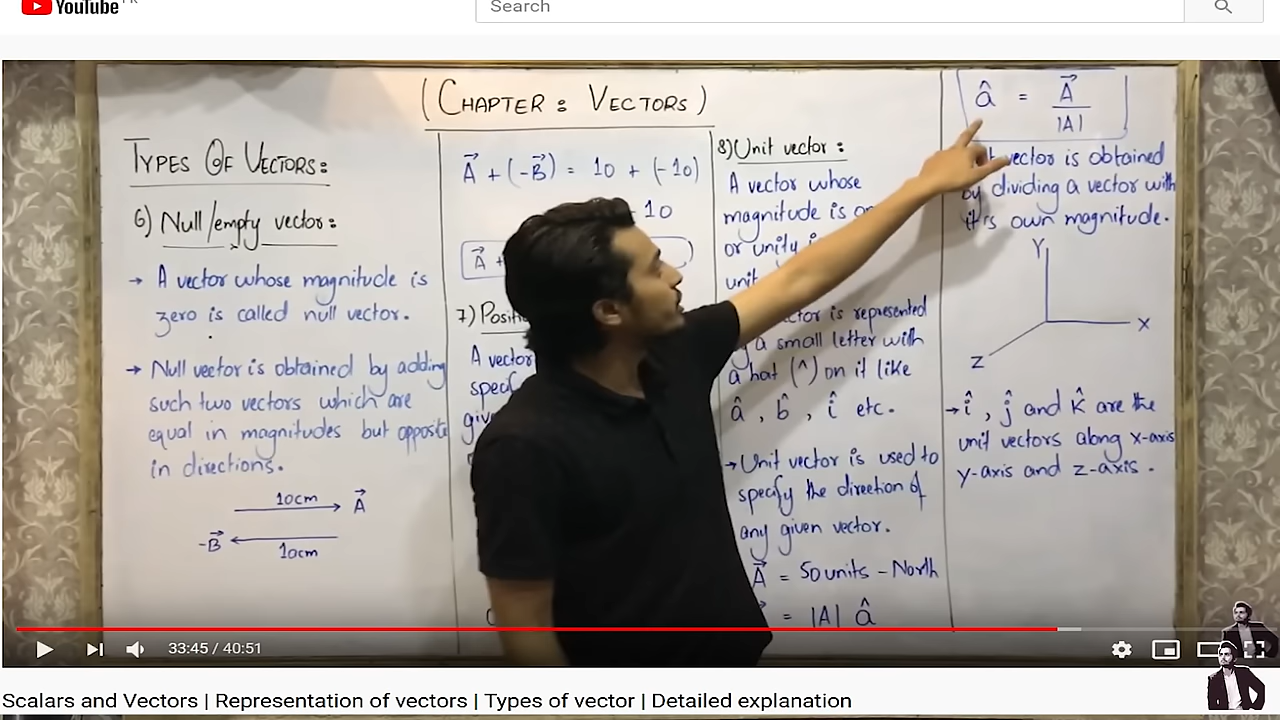 YouTube PK
Search
(CHAPTER: VECTORS)
TYPES OF VECTORS:
6) Null/empty vector:
→ A vector whose magnitude is
zero is called null vector.
→ Null vector is obtained by adding
such two vectors which are
equal in magnitudes but opposite
in directions.
10cm A⃗
-B⃗ 10cm
A⃗ + (-B⃗) = 10 + (-10)
10
A⃗ +
7)
A vector
8) Unit vector:
A vector whose
magnitude is
or unity
unit
is represented
a small letter with
a hat (^) on it like
â, b̂, î etc.
→ Unit vector is used to
specify the direction of
any given vector.
A⃗ = 50 units - North
= |A| â
â = A⃗ / |A|
vector is obtained
by dividing a vector with
it's own magnitude.
Y
X
Z
→ î, ĵ and k̂ are the
unit vectors along x-axis
y-axis and z-axis.
33:45 / 40:51
Scalars and Vectors | Representation of vectors | Types of vector | Detailed explanation